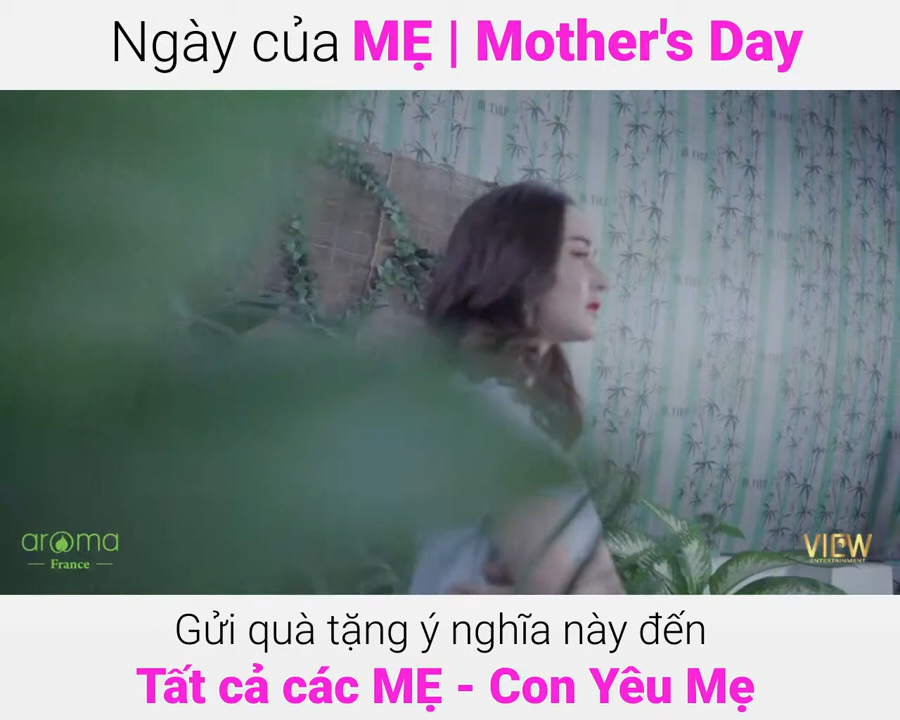 Ngày của MẸ | Mother's Day
aroma
France
VIEW
ENTERTAINMENT
Gửi quà tặng ý nghĩa này đến
Tất cả các MẸ - Con Yêu Mẹ